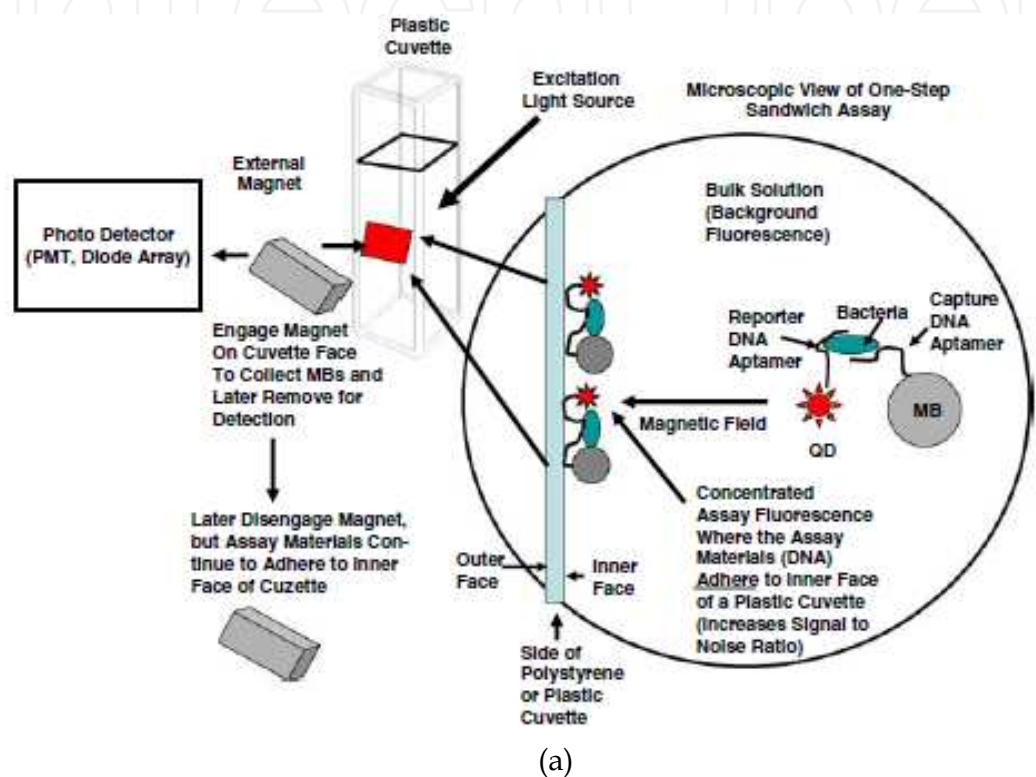 Plastic
Cuvette
Excitation
Light Source
Microscopic View of One-Step
Sandwich Assay
External
Magnet
Photo Detector
(PMT, Diode Array)
Bulk Solution
(Background
Fluorescence)
Reporter
DNA
Aptamer
Bacteria
Capture
DNA
Aptamer
MB
QD
Magnetic Field
Engage Magnet
On Cuvette Face
To Collect MBs and
Later Remove for
Detection
Later Disengage Magnet,
but Assay Materials Con-
tinue to Adhere to Inner
Face of Cuzette
Outer
Face
Inner
Face
Concentrated
Assay Fluorescence
Where the Assay
Materials (DNA)
Adhere to Inner Face
of a Plastic Cuvette
(Increases Signal to
Noise Ratio)
Side of
Polystyrene
or Plastic
Cuvette
(a)